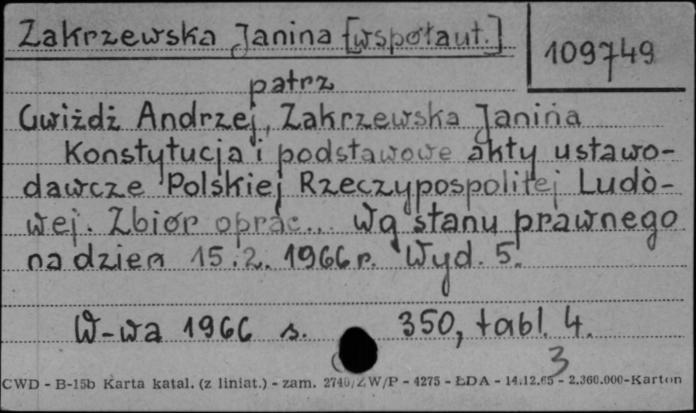 Zakrzewska Janina [współaut.]
109749
patrz
Gwiżdż Andrzej, Zakrzewska Janina
Konstytucja i podstawowe akty ustawo-
dawcze Polskiej Rzeczypospolitej Ludo-
wej. Zbiór oprac... wg stanu prawnego
na dzień 15.2. 1966 r. Wyd. 5.
W-wa 1966 s. 350, tabl. 4.
3
CWD - B-15b Karta katal. (z liniat.) - zam. 2740/ZW/P - 4275 - ŁDA - 14.12.65 - 2.360.000-Karton